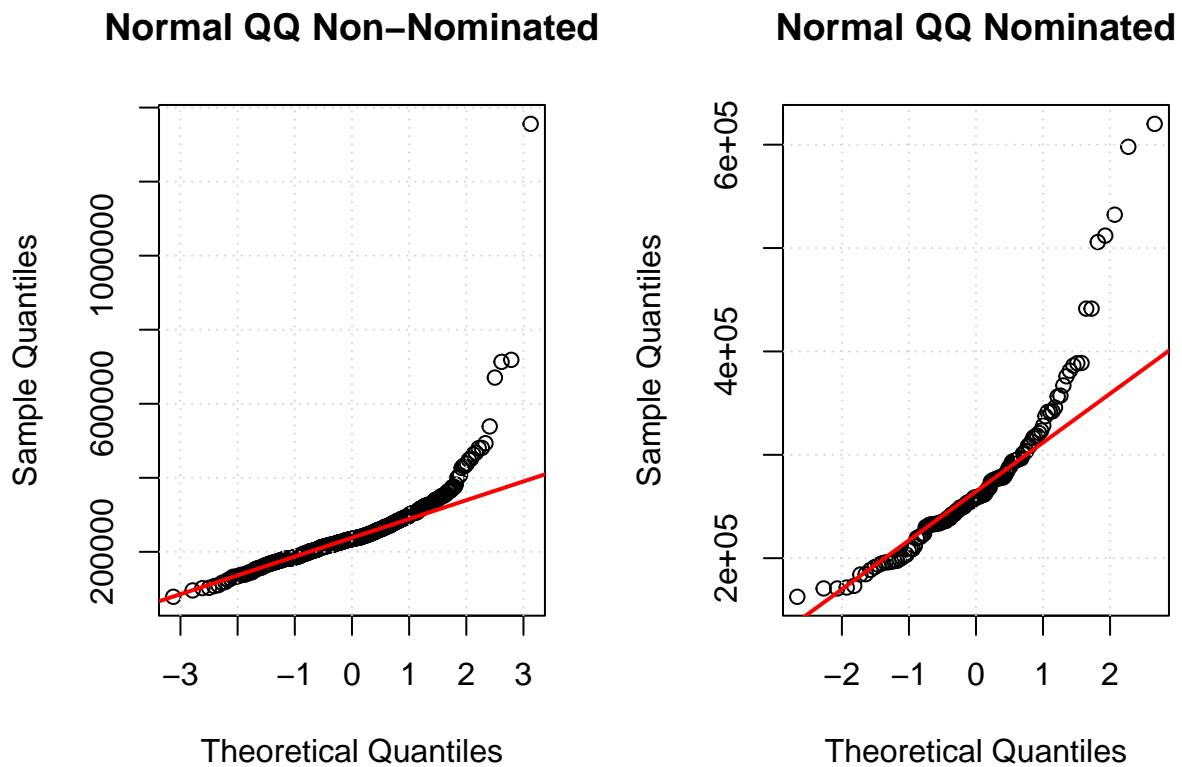 Normal QQ Non−Nominated
Sample Quantiles
200000
600000
1000000
−3
−1
0
1
2
3
Theoretical Quantiles
Normal QQ Nominated
Sample Quantiles
2e+05
4e+05
6e+05
−2
−1
0
1
2
Theoretical Quantiles